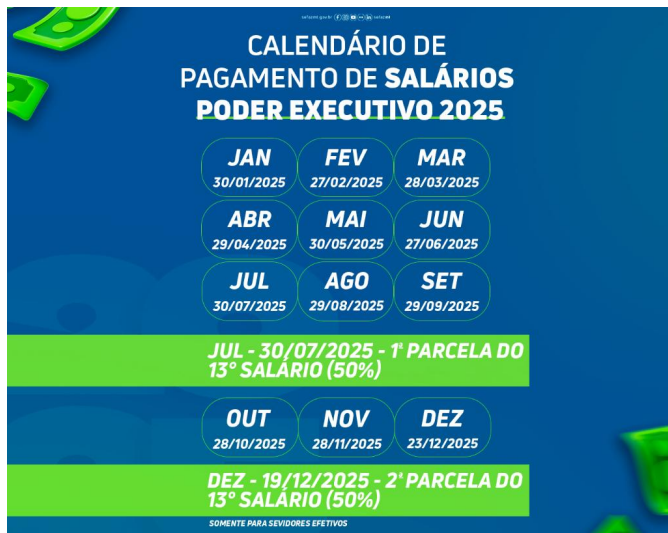 CALENDÁRIO DE
PAGAMENTO DE SALÁRIOS
PODER EXECUTIVO 2025
JAN FEV MAR
30/01/2025 27/02/2025 28/03/2025
ABR MAI JUN
29/04/2025 30/05/2025 27/06/2025
JUL AGO SET
30/07/2025 29/08/2025 29/09/2025
JUL - 30/07/2025 - 1ª PARCELA DO
13º SALÁRIO (50%)
OUT NOV DEZ
28/10/2025 28/11/2025 23/12/2025
DEZ - 19/12/2025 - 2ª PARCELA DO
13º SALÁRIO (50%)
SOMENTE PARA SEVIDORES EFETIVOS